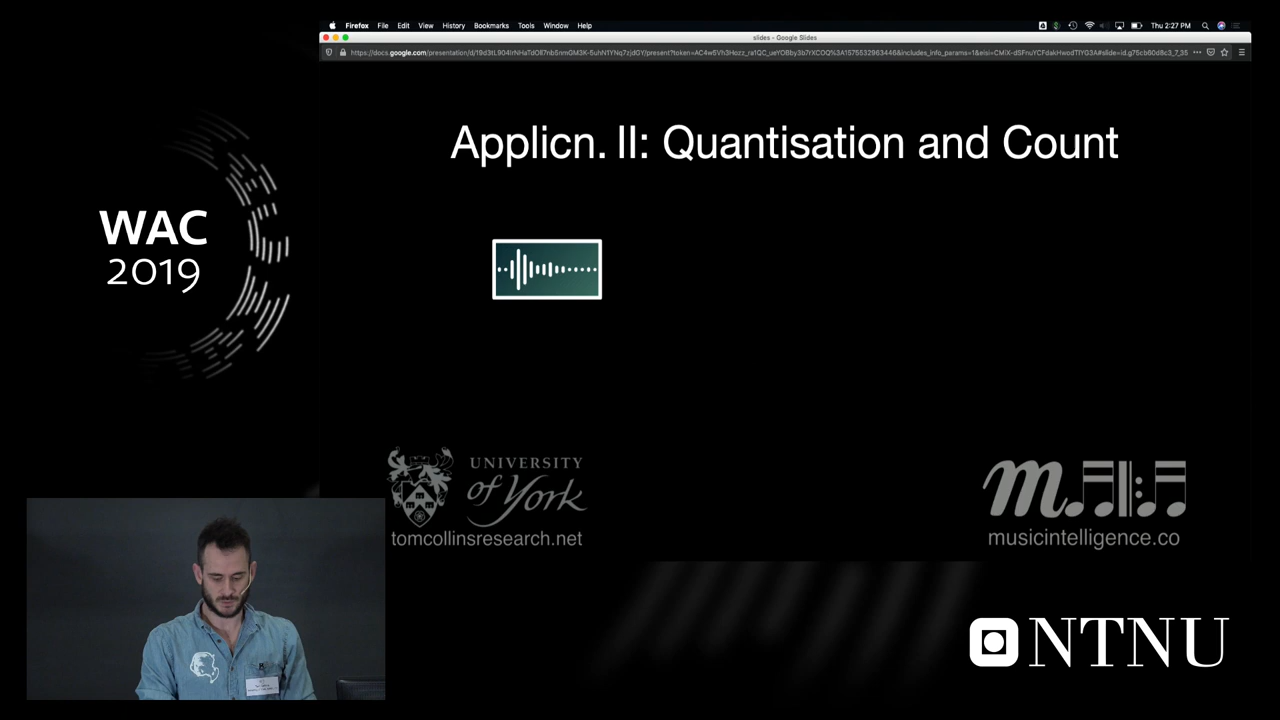 Firefox File Edit View History Bookmarks Tools Window Help
Thu 2:27 PM
slides - Google Slides
Applicn. II: Quantisation and Count
WAC
2019
UNIVERSITY
of York
tomcollinsresearch.net
musicintelligence.co
NTNU